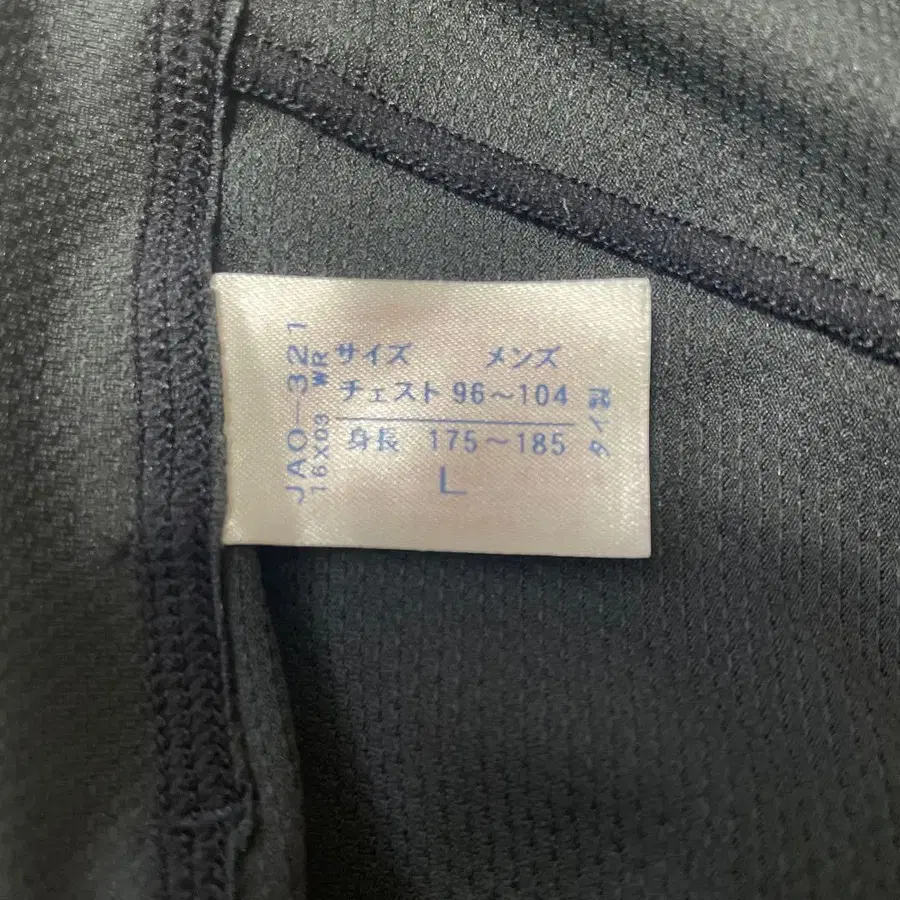 サイズ メンズ
チェスト 96～104
身長 175～185
L
JAO-321
16X03 WR
タイ製